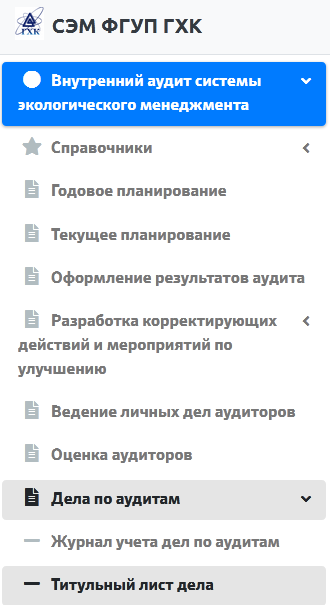 ГХК
СЭМ ФГУП ГХК
Внутренний аудит системы
экологического менеджмента
Справочники
Годовое планирование
Текущее планирование
Оформление результатов аудита
Разработка корректирующих
действий и мероприятий по
улучшению
Ведение личных дел аудиторов
Оценка аудиторов
Дела по аудитам
Журнал учета дел по аудитам
Титульный лист дела